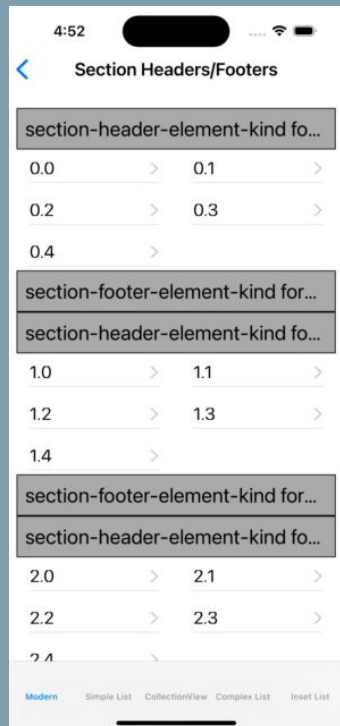 4:52
Section Headers/Footers
section-header-element-kind fo...
0.0 0.1
0.2 0.3
0.4
section-footer-element-kind for...
section-header-element-kind fo...
1.0 1.1
1.2 1.3
1.4
section-footer-element-kind for...
section-header-element-kind fo...
2.0 2.1
2.2 2.3
2.4
Modern Simple List CollectionView Complex List Inset List